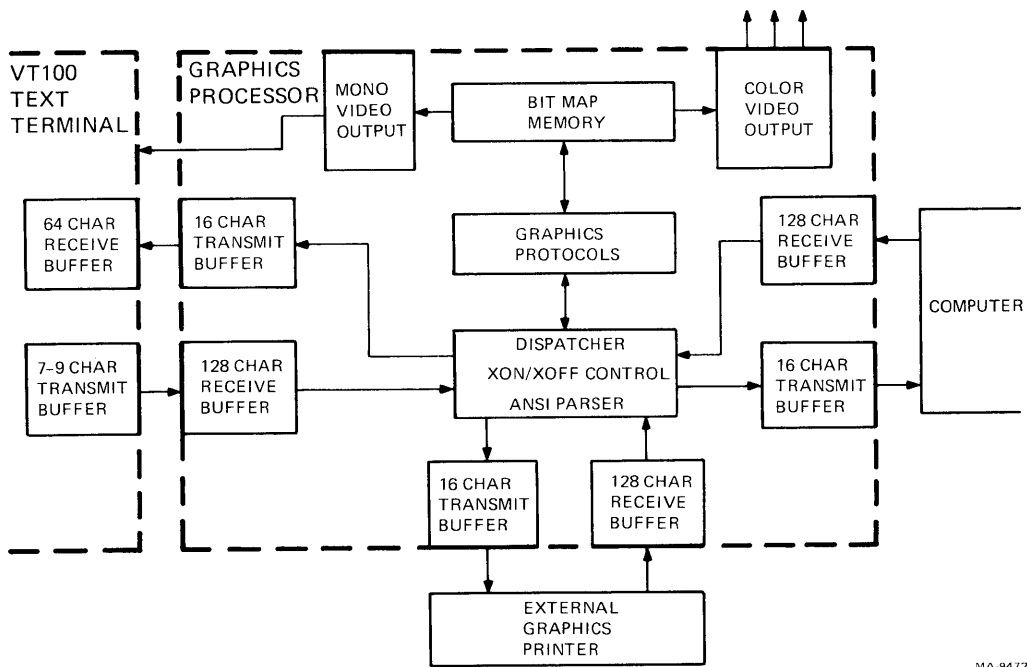 VT100
TEXT
TERMINAL
GRAPHICS
PROCESSOR
MONO
VIDEO
OUTPUT
BIT MAP
MEMORY
COLOR
VIDEO
OUTPUT
64 CHAR
RECEIVE
BUFFER
16 CHAR
TRANSMIT
BUFFER
GRAPHICS
PROTOCOLS
128 CHAR
RECEIVE
BUFFER
COMPUTER
7-9 CHAR
TRANSMIT
BUFFER
128 CHAR
RECEIVE
BUFFER
DISPATCHER
XON/XOFF CONTROL
ANSI PARSER
16 CHAR
TRANSMIT
BUFFER
16 CHAR
TRANSMIT
BUFFER
128 CHAR
RECEIVE
BUFFER
EXTERNAL
GRAPHICS
PRINTER
MA-9472